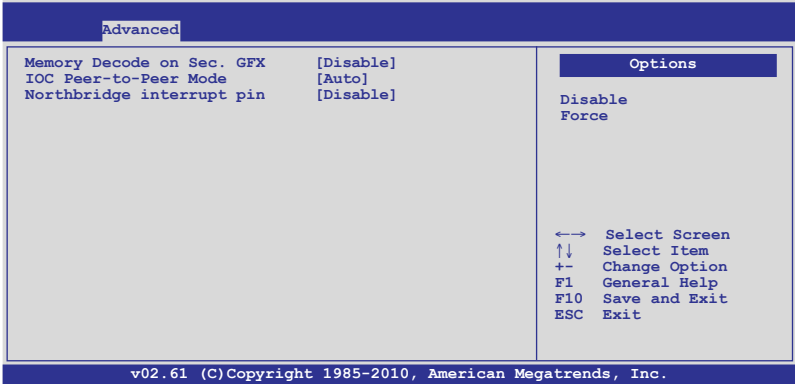 Advanced
Memory Decode on Sec. GFX [Disable]
IOC Peer-to-Peer Mode [Auto]
Northbridge interrupt pin [Disable]
Options
Disable
Force
←→ Select Screen
↑↓ Select Item
+- Change Option
F1 General Help
F10 Save and Exit
ESC Exit
v02.61 (C)Copyright 1985-2010, American Megatrends, Inc.